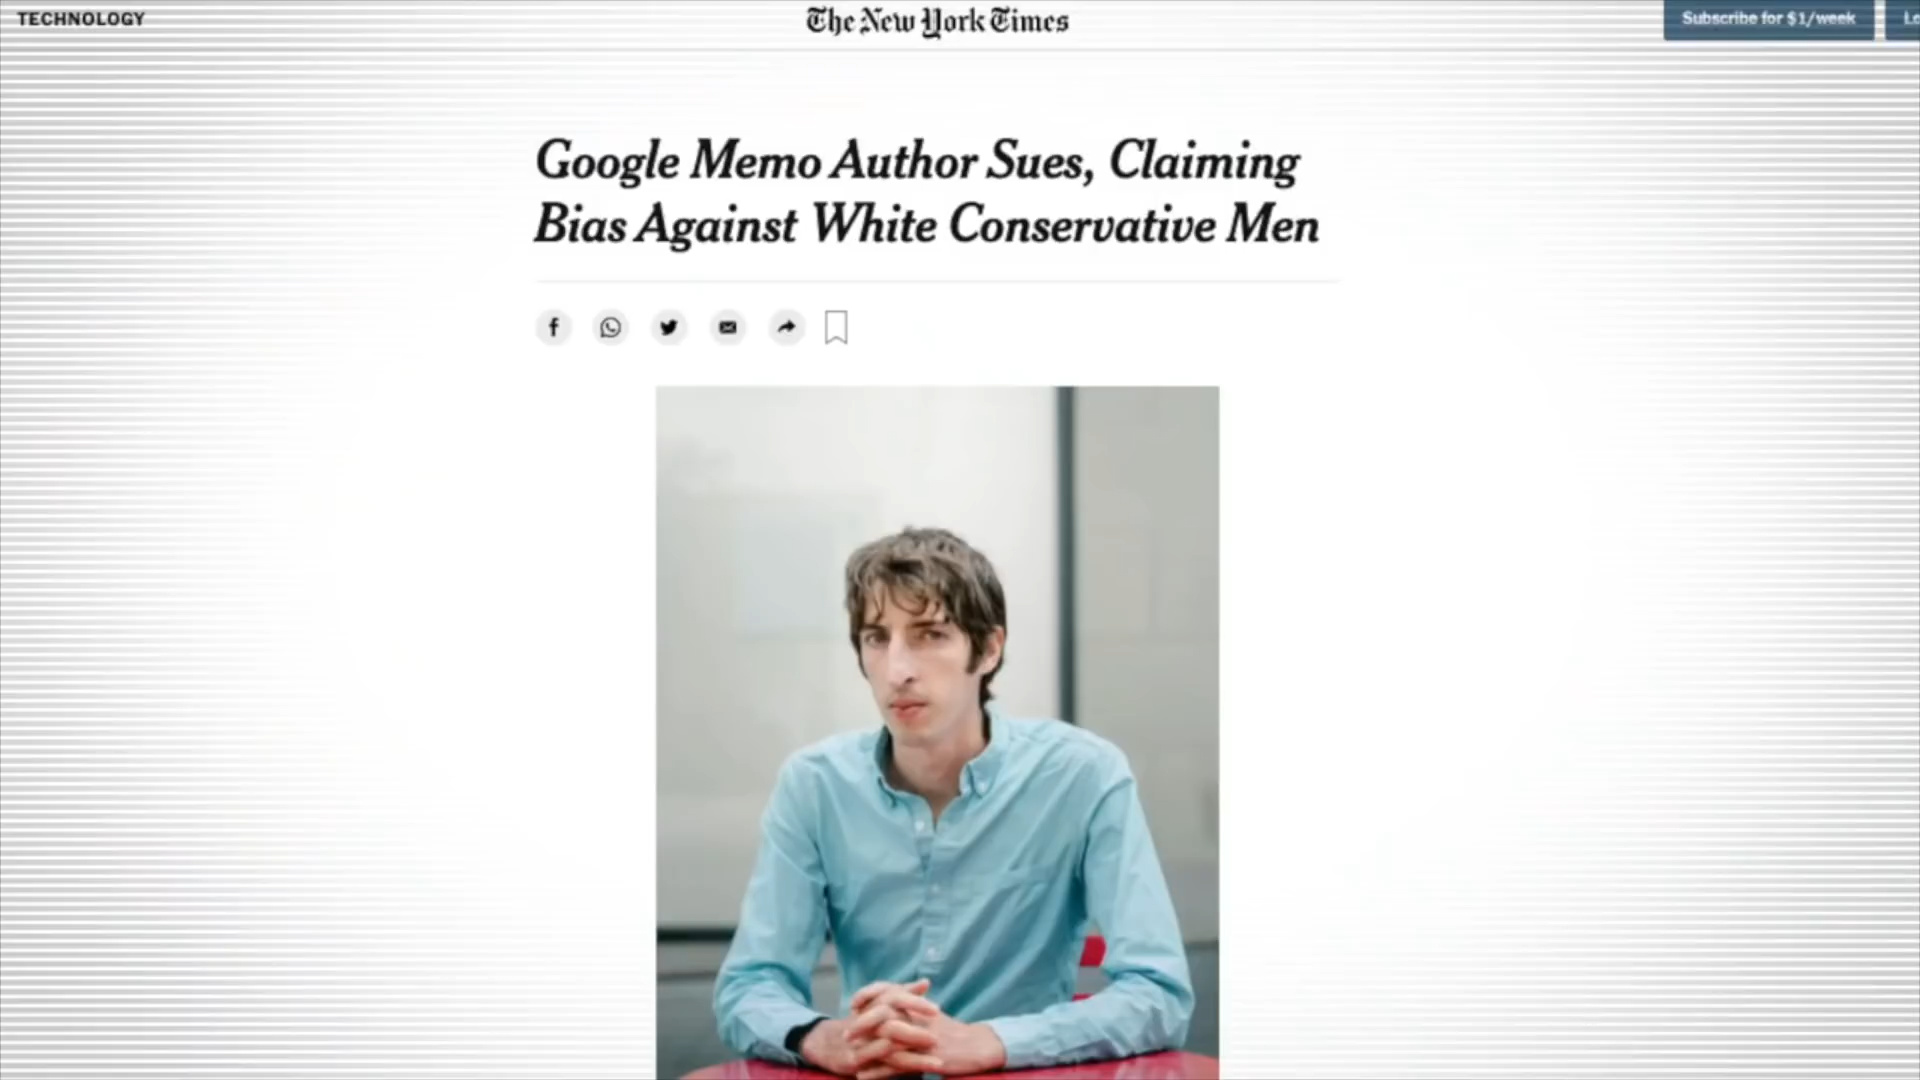 TECHNOLOGY
The New York Times
Subscribe for $1/week
Google Memo Author Sues, Claiming
Bias Against White Conservative Men